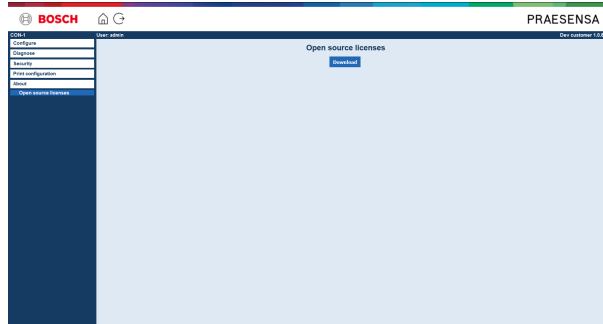 BOSCH
PRAESENSA
CON-1
User: admin
Dev customer 1.0.8
Configure
Diagnose
Security
Print configuration
About
Open source licenses
Open source licenses
Download